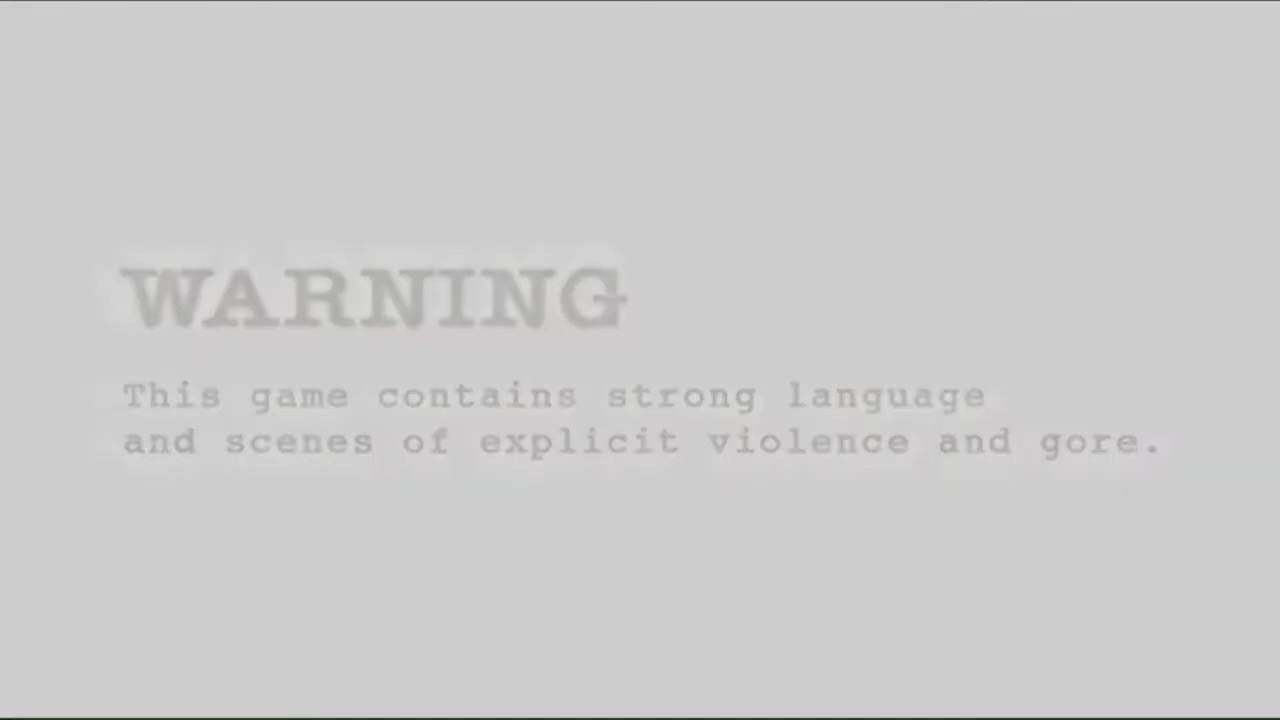 WARNING
This game contains strong language
and scenes of explicit violence and gore.